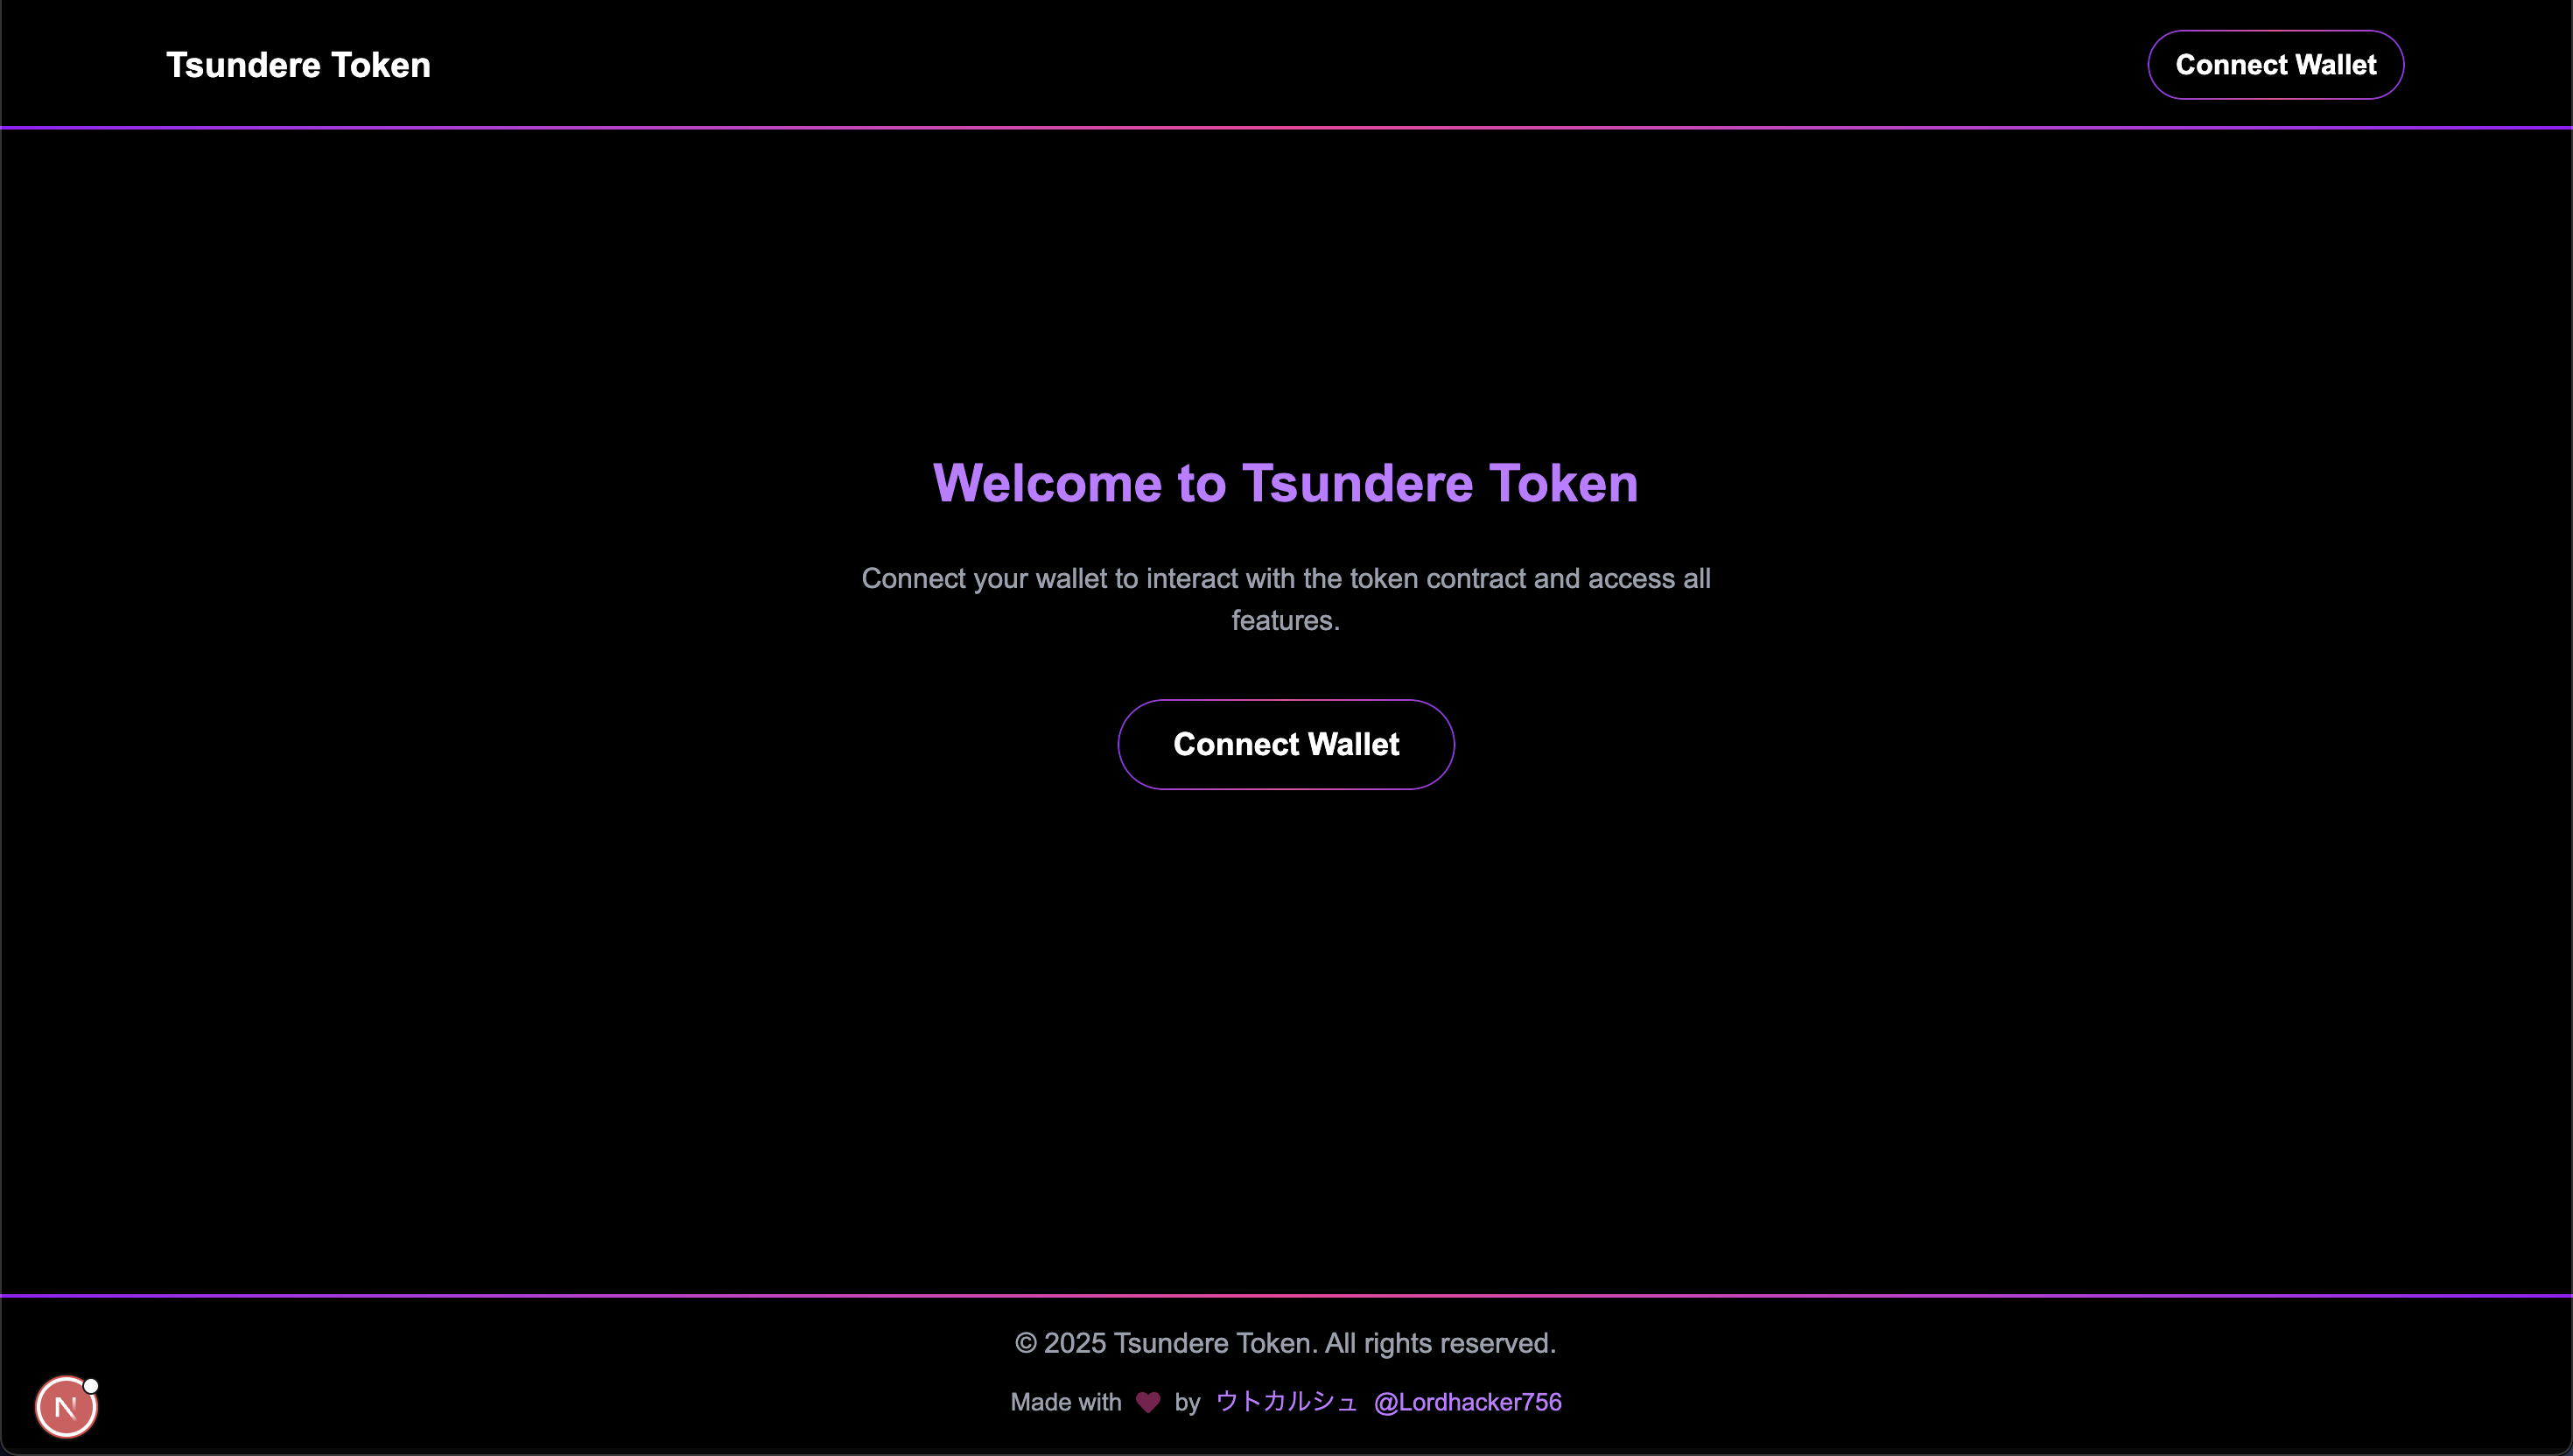 Tsundere Token
Connect Wallet
Welcome to Tsundere Token
Connect your wallet to interact with the token contract and access all
features.
Connect Wallet
© 2025 Tsundere Token. All rights reserved.
Made with ♥ by ウトカルシュ @Lordhacker756
N